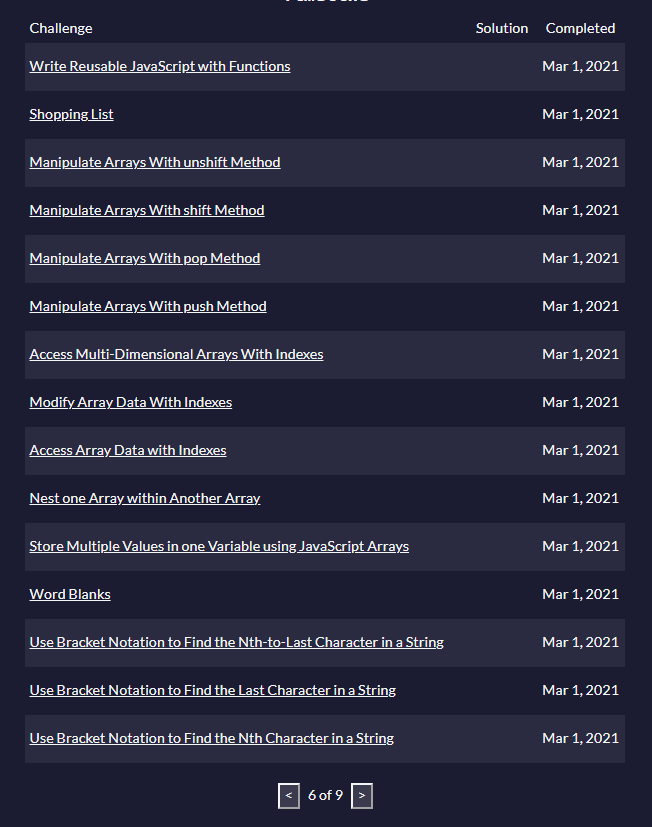 Challenge Solution Completed
Write Reusable JavaScript with Functions Mar 1, 2021
Shopping List Mar 1, 2021
Manipulate Arrays With unshift Method Mar 1, 2021
Manipulate Arrays With shift Method Mar 1, 2021
Manipulate Arrays With pop Method Mar 1, 2021
Manipulate Arrays With push Method Mar 1, 2021
Access Multi-Dimensional Arrays With Indexes Mar 1, 2021
Modify Array Data With Indexes Mar 1, 2021
Access Array Data with Indexes Mar 1, 2021
Nest one Array within Another Array Mar 1, 2021
Store Multiple Values in one Variable using JavaScript Arrays Mar 1, 2021
Word Blanks Mar 1, 2021
Use Bracket Notation to Find the Nth-to-Last Character in a String Mar 1, 2021
Use Bracket Notation to Find the Last Character in a String Mar 1, 2021
Use Bracket Notation to Find the Nth Character in a String Mar 1, 2021
< 6 of 9 >